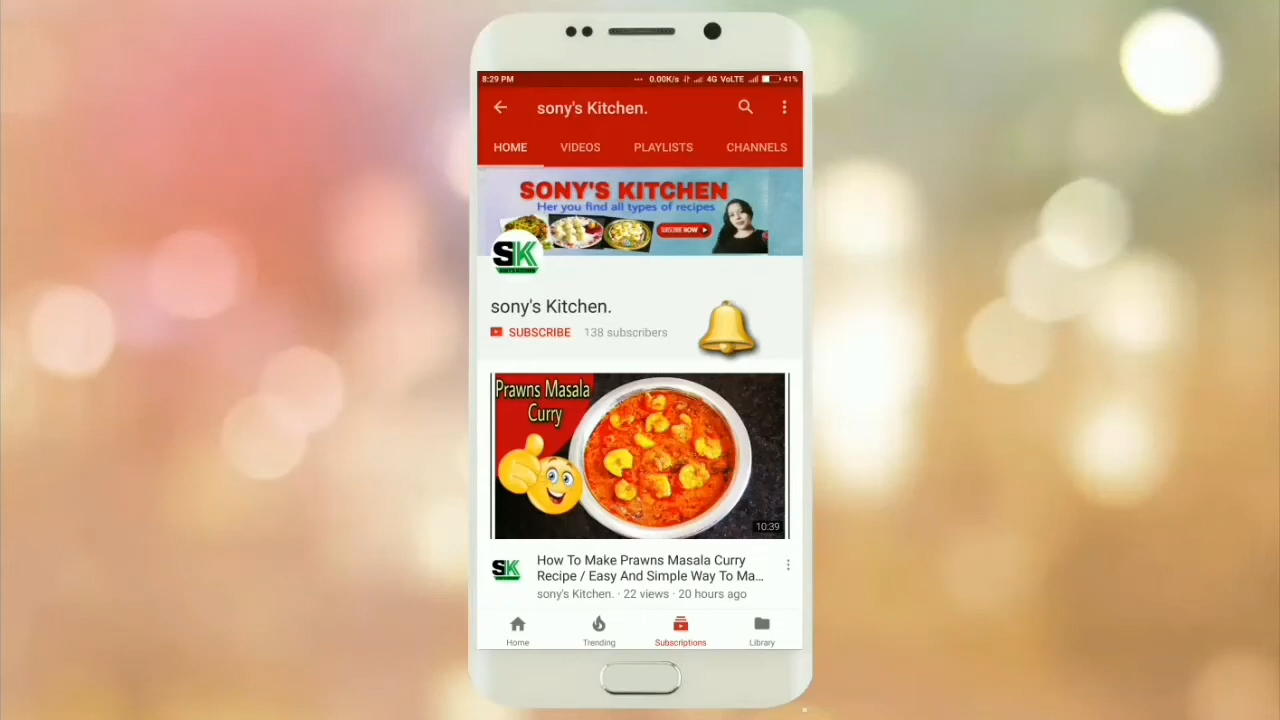 8:29 PM ... 0.00K/s 4G VoLTE 41%
sony's Kitchen.
HOME VIDEOS PLAYLISTS CHANNELS
SONY'S KITCHEN
Her you find all types of recipes
SUBSCRIBE NOW
SK
sony's Kitchen.
SUBSCRIBE 138 subscribers
Prawns Masala
Curry
10:39
SK
How To Make Prawns Masala Curry
Recipe / Easy And Simple Way To Ma...
sony's Kitchen. · 22 views · 20 hours ago
Home Trending Subscriptions Library